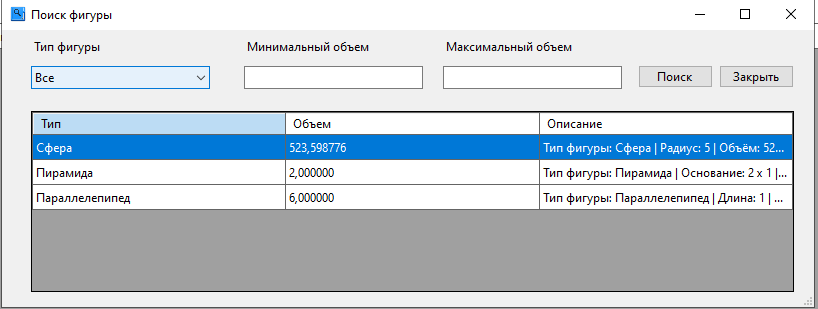 Поиск фигуры
Тип фигуры Минимальный объем Максимальный объем
Все Поиск Закрыть
Тип Объем Описание
Сфера 523,598776 Тип фигуры: Сфера | Радиус: 5 | Объём: 52...
Пирамида 2,000000 Тип фигуры: Пирамида | Основание: 2 x 1 |...
Параллелепипед 6,000000 Тип фигуры: Параллелепипед | Длина: 1 | ...